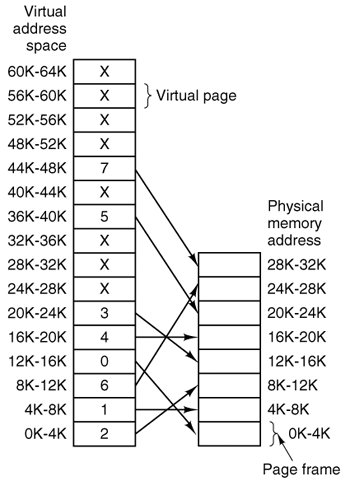 Virtual
address
space
60K-64K X
56K-60K X Virtual page
52K-56K X
48K-52K X
44K-48K 7
40K-44K X
36K-40K 5
32K-36K X
28K-32K X
24K-28K X
20K-24K 3
16K-20K 4
12K-16K 0
8K-12K 6
4K-8K 1
0K-4K 2
Physical
memory
address
28K-32K
24K-28K
20K-24K
16K-20K
12K-16K
8K-12K
4K-8K
0K-4K
Page frame